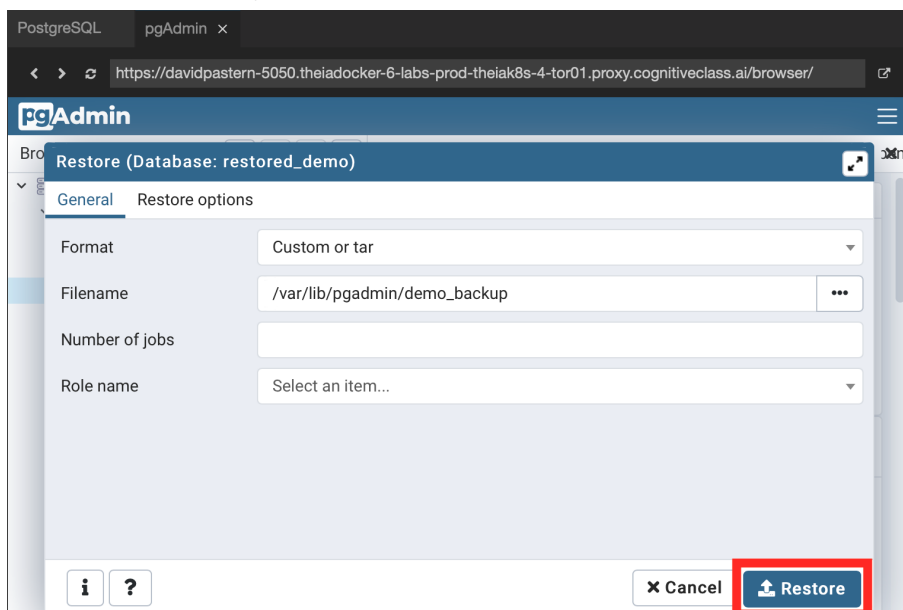 PostgreSQL pgAdmin ×
https://davidpastern-5050.theiadocker-6-labs-prod-theiak8s-4-tor01.proxy.cognitiveclass.ai/browser/
pgAdmin
Bro
Restore (Database: restored_demo)
General Restore options
Format Custom or tar
Filename /var/lib/pgadmin/demo_backup •••
Number of jobs
Role name Select an item...
i ? × Cancel Restore